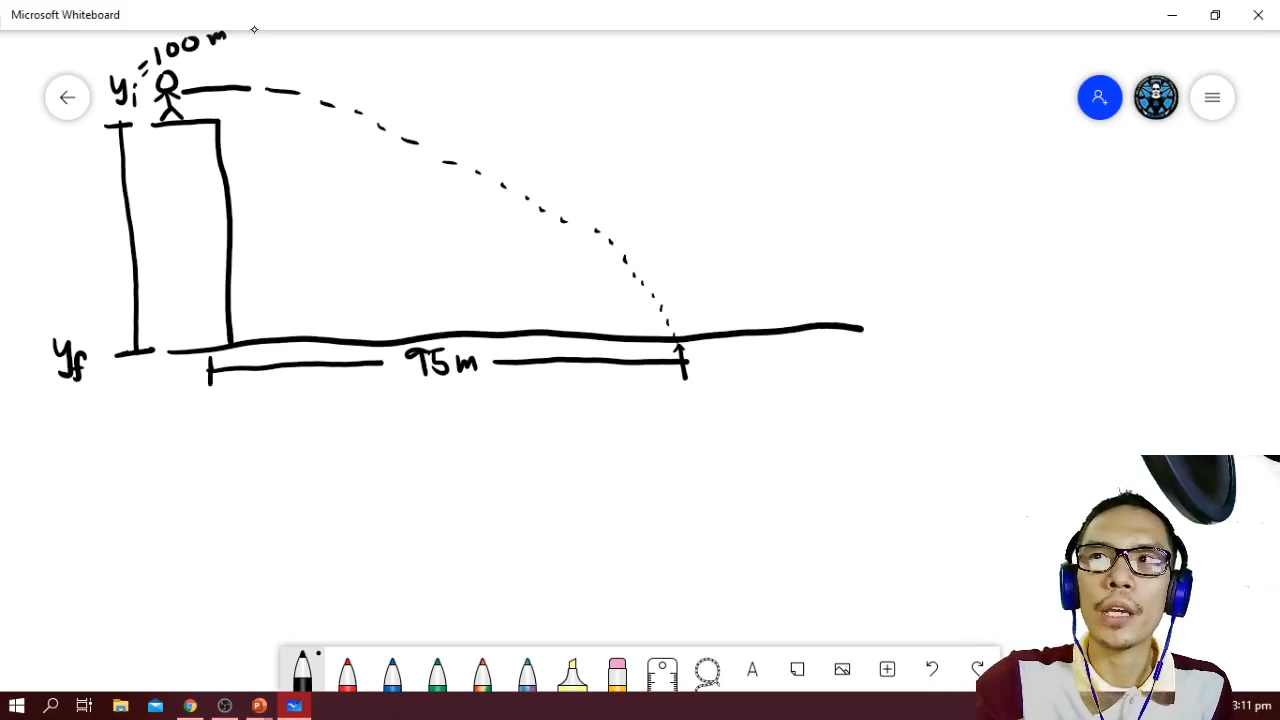 Microsoft Whiteboard
yi = 100 m
yf
95 m
A
3:11 pm